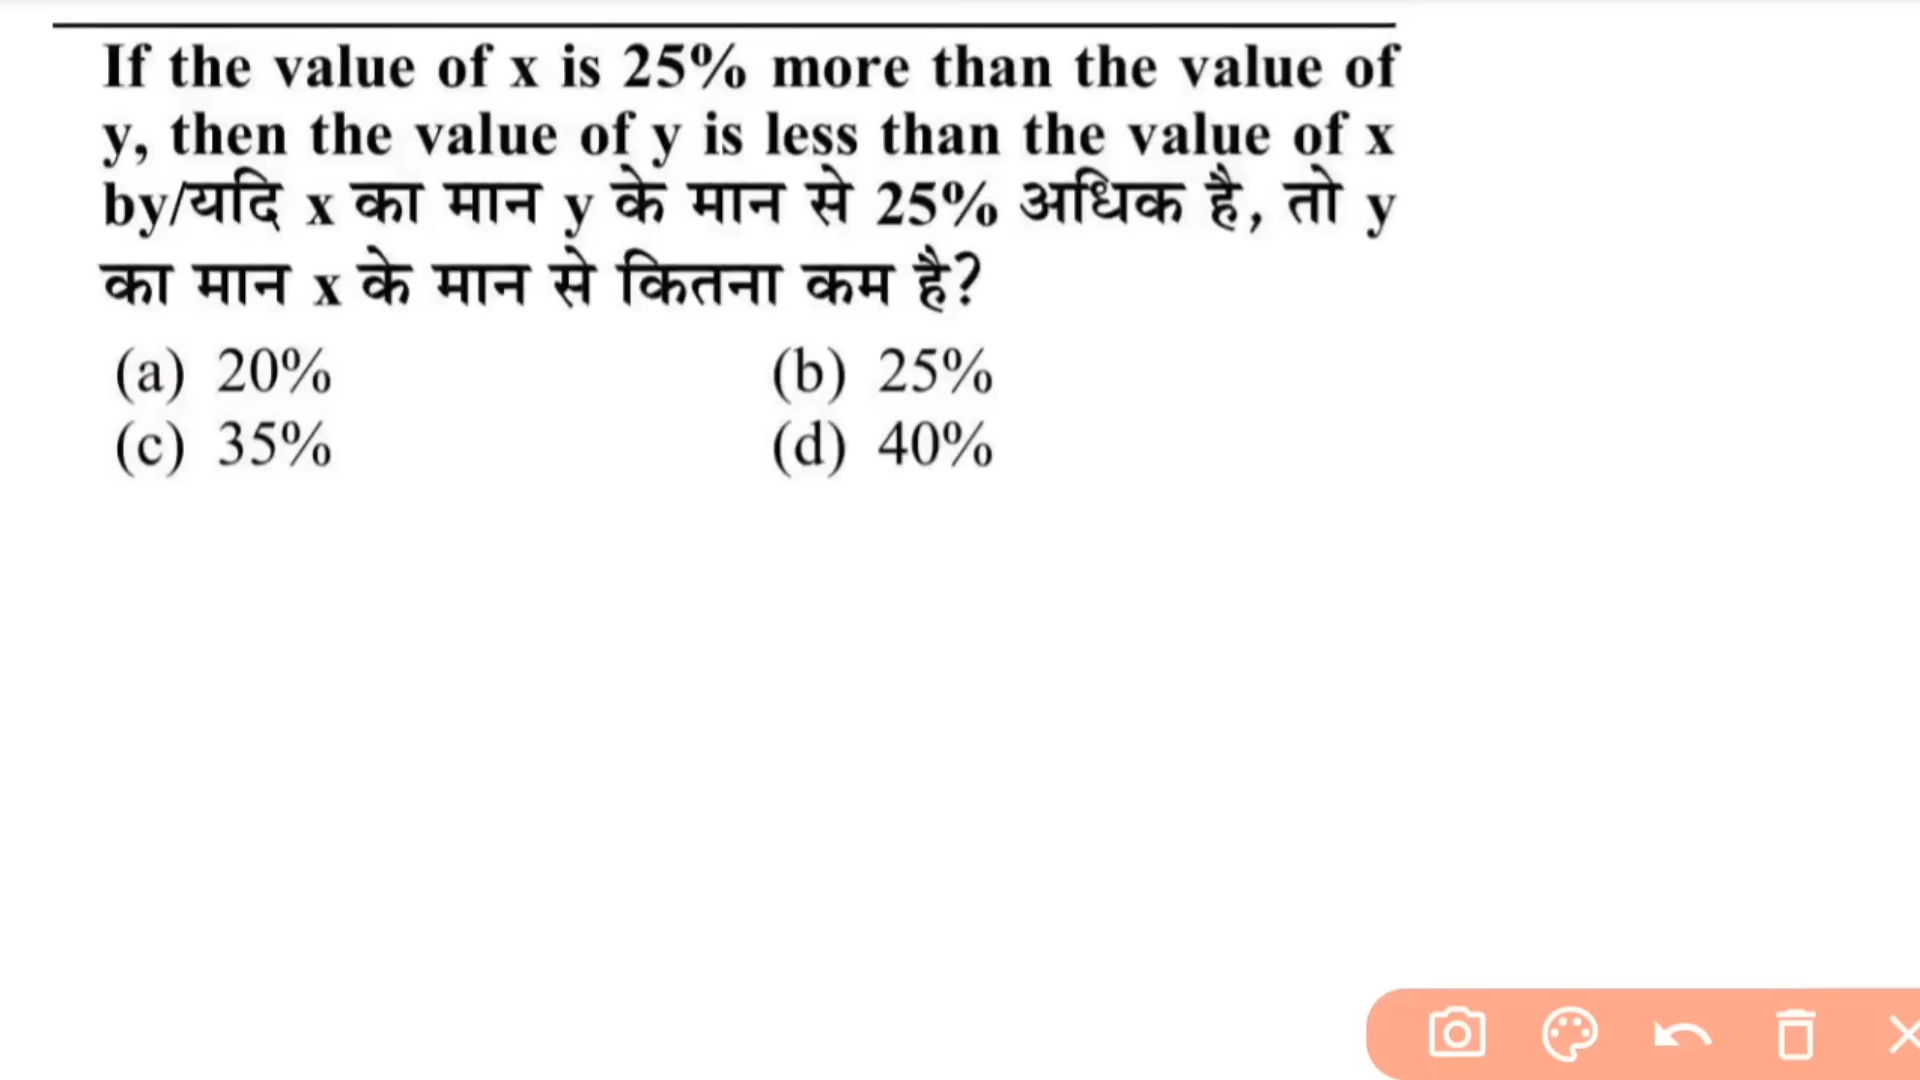 If the value of x is 25% more than the value of
y, then the value of y is less than the value of x
by/यदि x का मान y के मान से 25% अधिक है, तो y
का मान x के मान से कितना कम है?
(a) 20% (b) 25%
(c) 35% (d) 40%